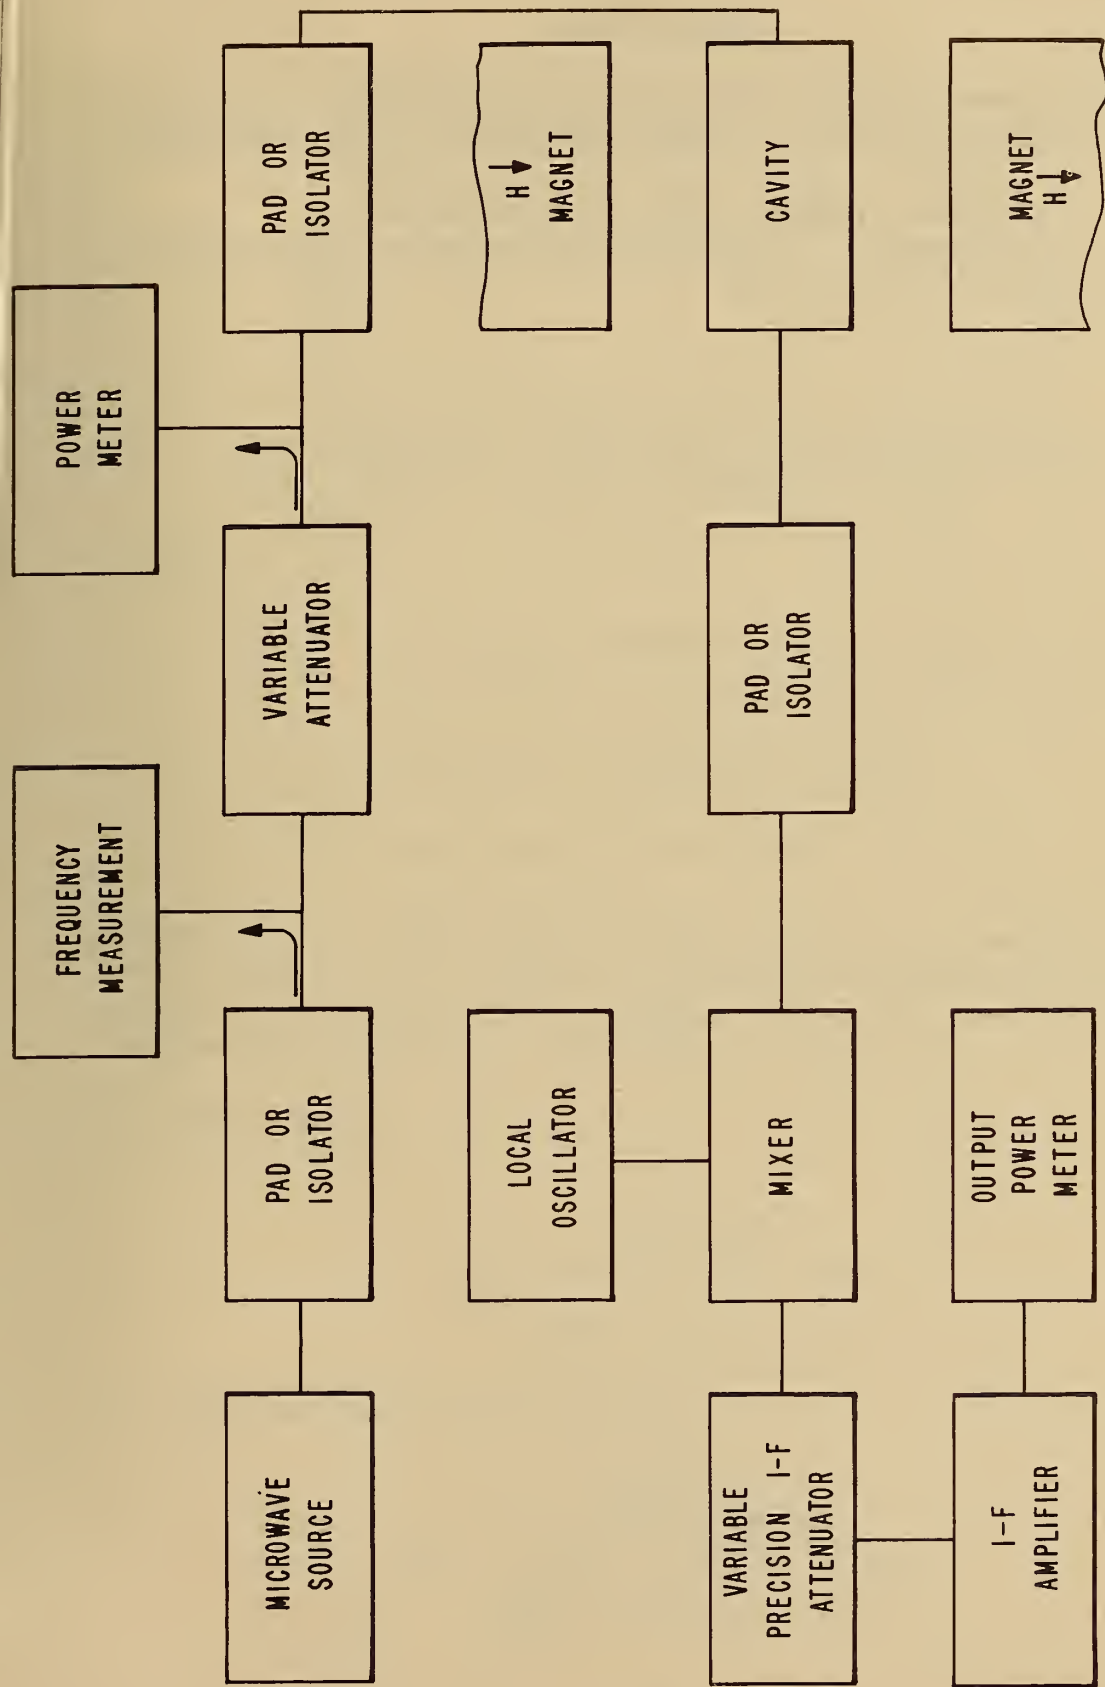 FREQUENCY
MEASUREMENT
POWER
METER
MICROWAVE
SOURCE
PAD OR
ISOLATOR
VARIABLE
ATTENUATOR
PAD OR
ISOLATOR
LOCAL
OSCILLATOR
H
MAGNET
VARIABLE
PRECISION I-F
ATTENUATOR
MIXER
PAD OR
ISOLATOR
CAVITY
I-F
AMPLIFIER
OUTPUT
POWER
METER
MAGNET
H